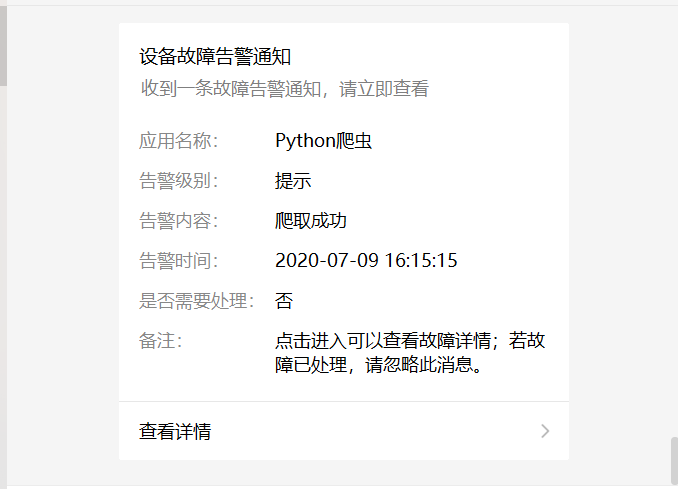 设备故障告警通知
收到一条故障告警通知，请立即查看
应用名称： Python爬虫
告警级别： 提示
告警内容： 爬取成功
告警时间： 2020-07-09 16:15:15
是否需要处理： 否
备注： 点击进入可以查看故障详情；若故
障已处理，请忽略此消息。
查看详情